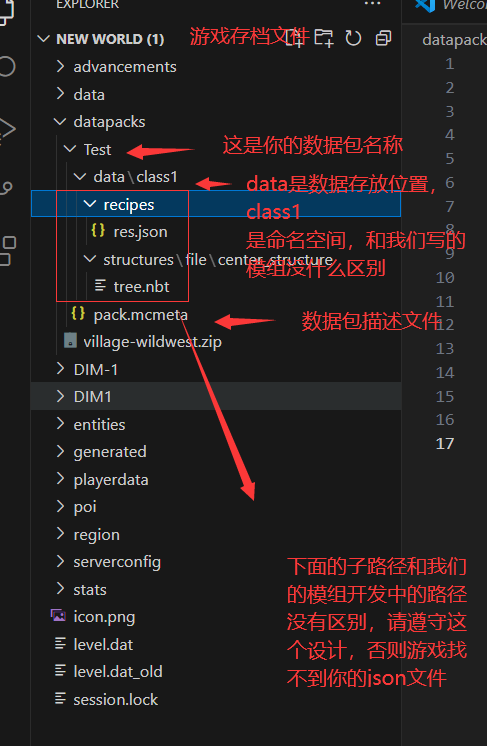 EXPLORER
Welcome
NEW WORLD (1)
游戏存档文件
datapack
advancements
data
datapacks
Test
这是你的数据包名称
data\class1
data是数据存放位置，
class1
是命名空间，和我们写的
模组没什么区别
recipes
{} res.json
structures\file\center_structure
tree.nbt
{} pack.mcmeta
数据包描述文件
village-wildwest.zip
DIM-1
DIM1
entities
generated
playerdata
poi
region
serverconfig
stats
icon.png
level.dat
level.dat_old
session.lock
下面的子路径和我们
的模组开发中的路径
没有区别，请遵守这
个设计，否则游戏找
不到你的json文件
1
2
3
4
5
6
7
8
9
10
11
12
13
14
15
16
17